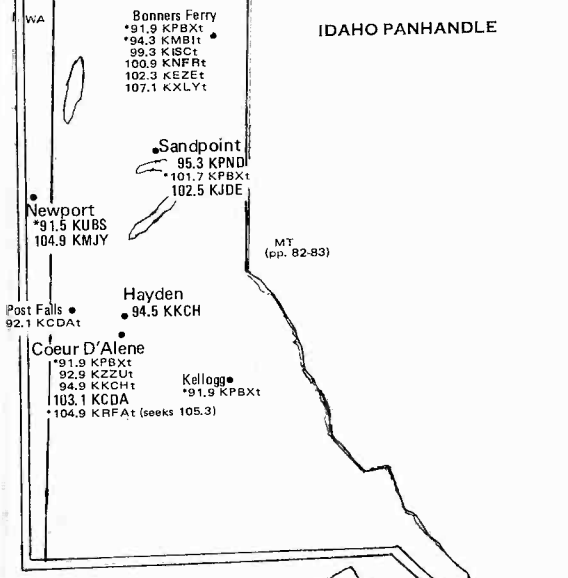 WA
IDAHO PANHANDLE
Bonners Ferry
*91.9 KPBXt
*94.3 KMBIt
99.3 KISCt
100.9 KNFRt
102.3 KEZEt
107.1 KXLYt
Sandpoint
95.3 KPND
*101.7 KPBXt
102.5 KJDE
Newport
*91.5 KUBS
104.9 KMJY
MT
(pp. 82-83)
Hayden
94.5 KKCH
Post Falls
92.1 KCDAt
Coeur D'Alene
*91.9 KPBXt
92.9 KZZUt
94.9 KKCHt
103.1 KCDA
*104.9 KRFAt (seeks 105.3)
Kellogg
*91.9 KPBXt